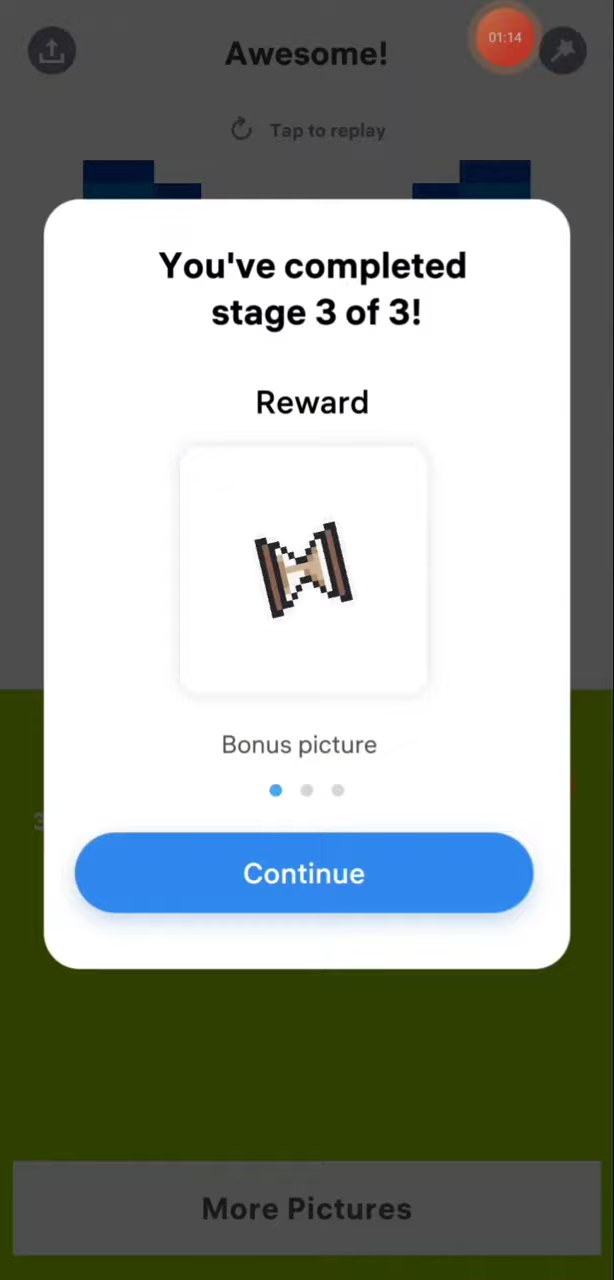 Awesome!
01:14
Tap to replay
You've completed
stage 3 of 3!
Reward
Bonus picture
3
Continue
More Pictures